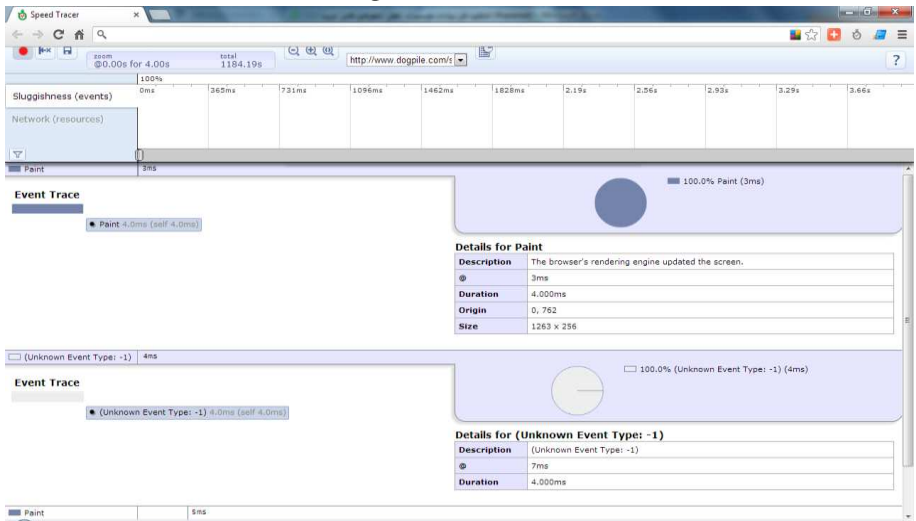 Speed Tracer
zoom
@0.00s for 4.00s
total
1184.19s
http://www.dogpile.com/s
?
100%
Sluggishness (events)
0ms 365ms 731ms 1096ms 1462ms 1828ms 2.19s 2.56s 2.93s 3.29s 3.66s
Network (resources)
Paint 3ms
100.0% Paint (3ms)
Event Trace
Paint 4.0ms (self 4.0ms)
Details for Paint
Description The browser's rendering engine updated the screen.
@ 3ms
Duration 4.000ms
Origin 0, 762
Size 1263 x 256
(Unknown Event Type: -1) 4ms
100.0% (Unknown Event Type: -1) (4ms)
Event Trace
(Unknown Event Type: -1) 4.0ms (self 4.0ms)
Details for (Unknown Event Type: -1)
Description (Unknown Event Type: -1)
@ 7ms
Duration 4.000ms
Paint 5ms